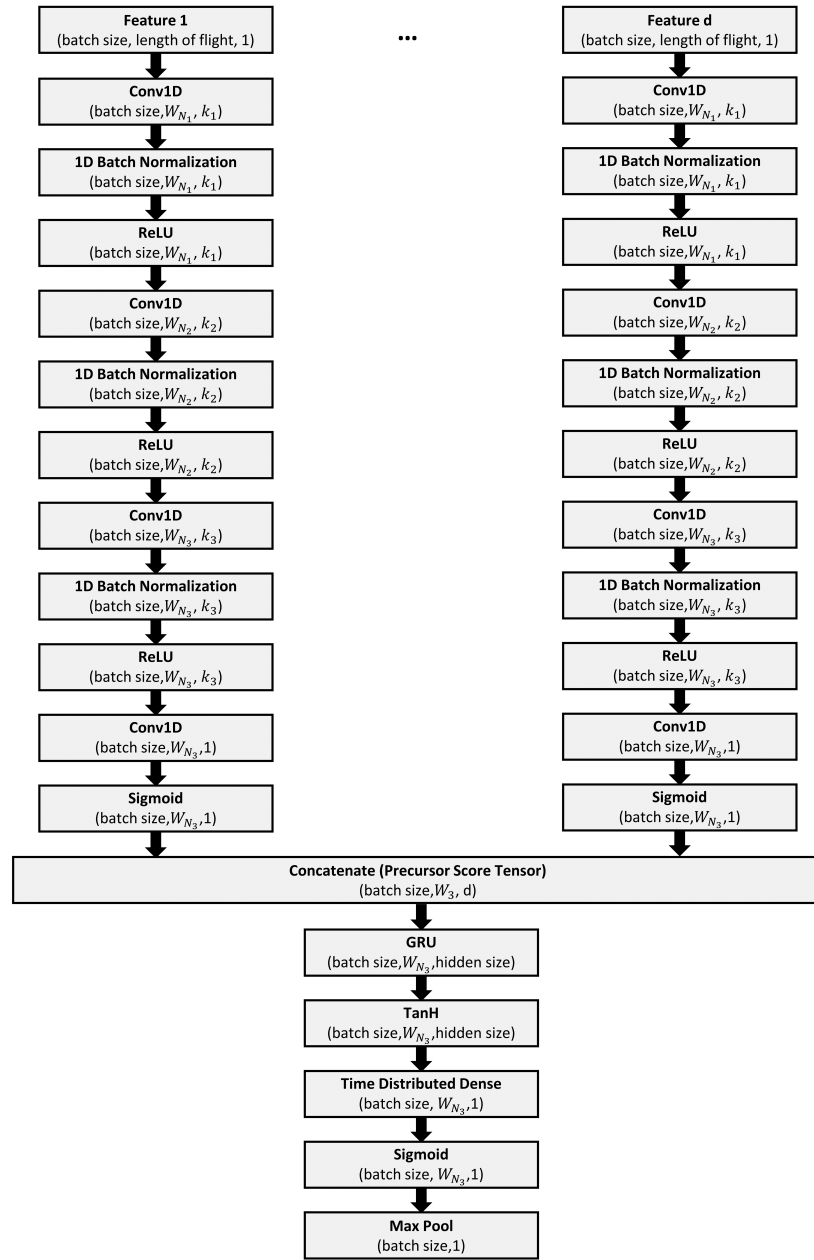 Feature 1
(batch size, length of flight, 1)
Conv1D
(batch size,W_{N_1}, k_1)
1D Batch Normalization
(batch size,W_{N_1}, k_1)
ReLU
(batch size,W_{N_1}, k_1)
Conv1D
(batch size,W_{N_2}, k_2)
1D Batch Normalization
(batch size,W_{N_2}, k_2)
ReLU
(batch size,W_{N_2}, k_2)
Conv1D
(batch size,W_{N_3}, k_3)
1D Batch Normalization
(batch size,W_{N_3}, k_3)
ReLU
(batch size,W_{N_3}, k_3)
Conv1D
(batch size,W_{N_3},1)
Sigmoid
(batch size,W_{N_3},1)
...
Feature d
(batch size, length of flight, 1)
Conv1D
(batch size,W_{N_1}, k_1)
1D Batch Normalization
(batch size,W_{N_1}, k_1)
ReLU
(batch size,W_{N_1}, k_1)
Conv1D
(batch size,W_{N_2}, k_2)
1D Batch Normalization
(batch size,W_{N_2}, k_2)
ReLU
(batch size,W_{N_2}, k_2)
Conv1D
(batch size,W_{N_3}, k_3)
1D Batch Normalization
(batch size,W_{N_3}, k_3)
ReLU
(batch size,W_{N_3}, k_3)
Conv1D
(batch size,W_{N_3},1)
Sigmoid
(batch size,W_{N_3},1)
Concatenate (Precursor Score Tensor)
(batch size,W_3, d)
GRU
(batch size,W_{N_3},hidden size)
TanH
(batch size,W_{N_3},hidden size)
Time Distributed Dense
(batch size, W_{N_3},1)
Sigmoid
(batch size, W_{N_3},1)
Max Pool
(batch size,1)